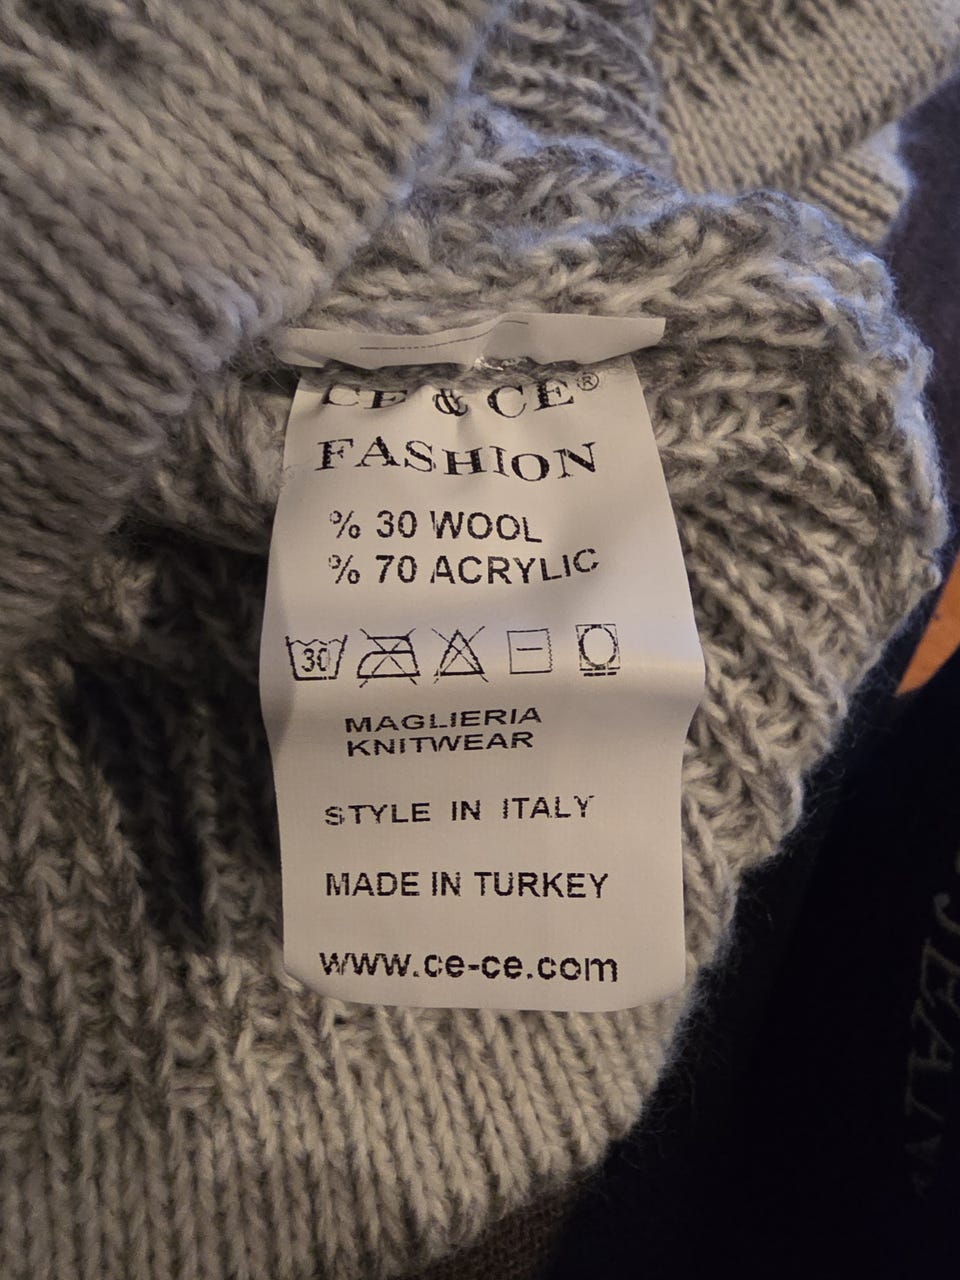 CE & CE®
FASHION
% 30 WOOL
% 70 ACRYLIC
30
MAGLIERIA
KNITWEAR
STYLE IN ITALY
MADE IN TURKEY
www.ce-ce.com